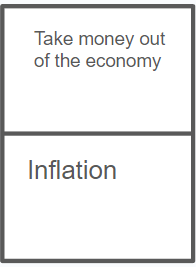 Take money out
of the economy
Inflation